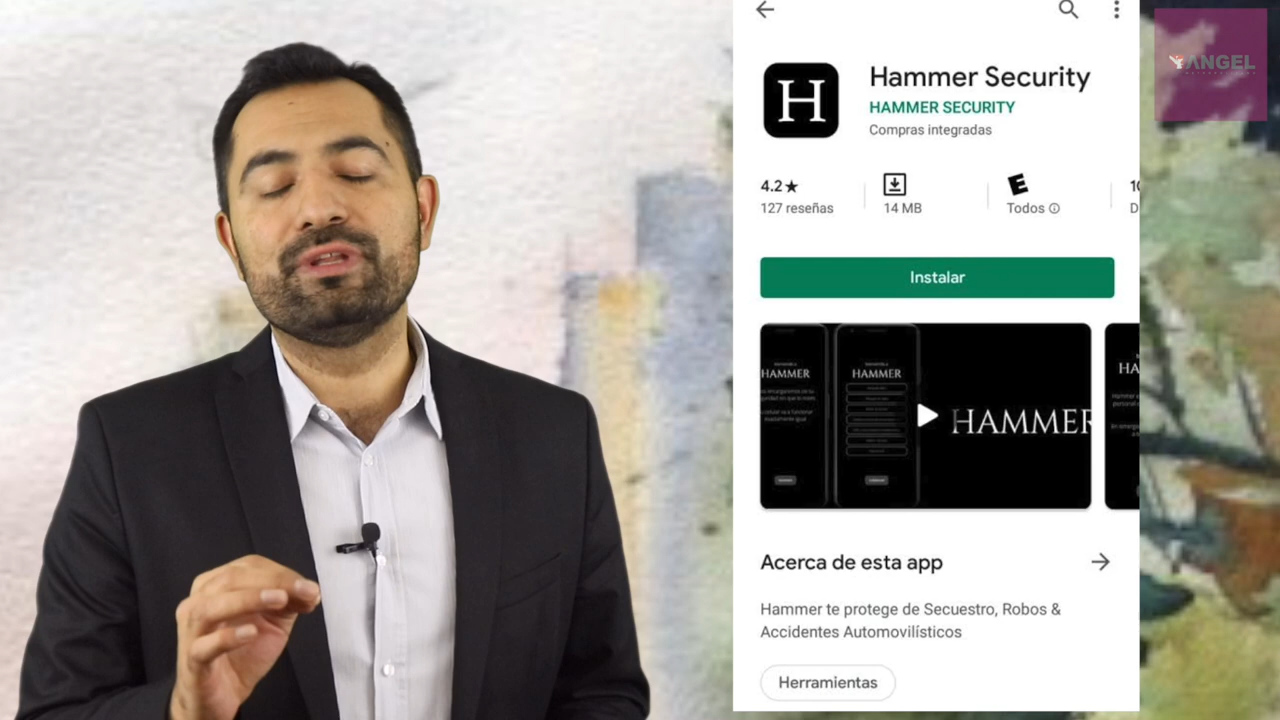 Hammer Security
HAMMER SECURITY
Compras integradas
4.2★
127 reseñas
14 MB
Todos
Instalar
HAMMER
HAMMER
HAMMER
HA
Acerca de esta app
Hammer te protege de Secuestro, Robos &
Accidentes Automovilísticos
Herramientas
ANGEL